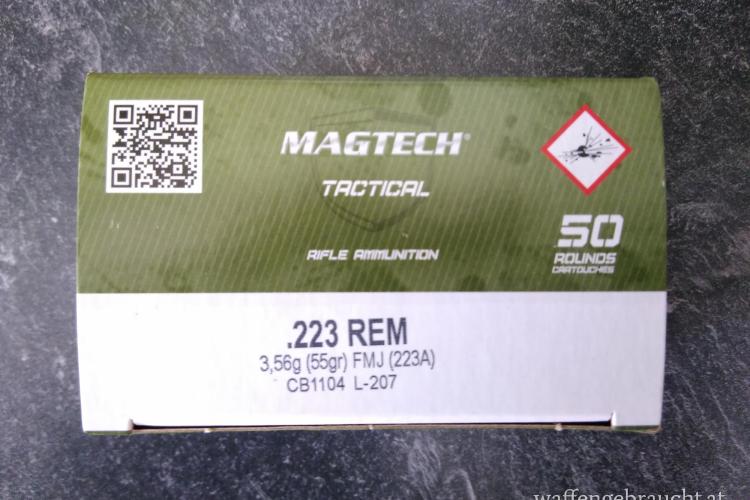 MAGTECH®
TACTICAL
RIFLE AMMUNITION
50
ROUNDS
CARTOUCHES
.223 REM
3,56g (55gr) FMJ (223A)
CB1104 L-207
waffengebraucht.at